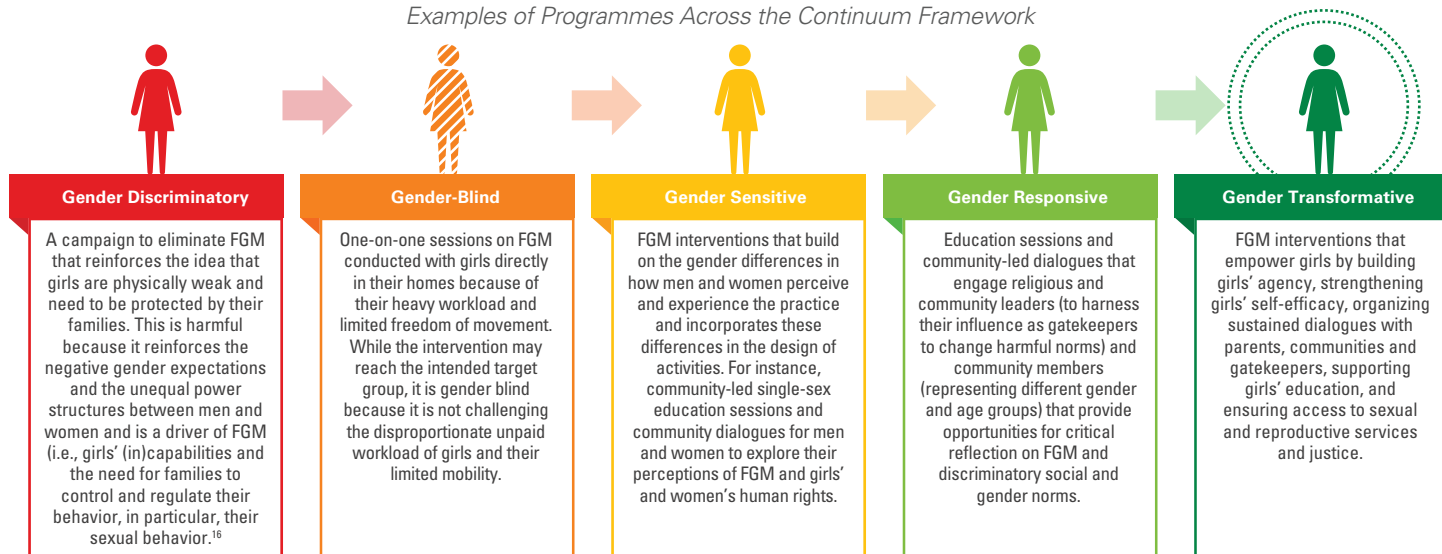 Examples of Programmes Across the Continuum Framework
Gender Discriminatory
A campaign to eliminate FGM
that reinforces the idea that
girls are physically weak and
need to be protected by their
families. This is harmful
because it reinforces the
negative gender expectations
and the unequal power
structures between men and
women and is a driver of FGM
(i.e., girls’ (in)capabilities and
the need for families to
control and regulate their
behavior, in particular, their
sexual behavior.16
Gender-Blind
One-on-one sessions on FGM
conducted with girls directly
in their homes because of
their heavy workload and
limited freedom of movement.
While the intervention may
reach the intended target
group, it is gender blind
because it is not challenging
the disproportionate unpaid
workload of girls and their
limited mobility.
Gender Sensitive
FGM interventions that build
on the gender differences in
how men and women perceive
and experience the practice
and incorporates these
differences in the design of
activities. For instance,
community-led single-sex
education sessions and
community dialogues for men
and women to explore their
perceptions of FGM and girls’
and women’s human rights.
Gender Responsive
Education sessions and
community-led dialogues that
engage religious and
community leaders (to harness
their influence as gatekeepers
to change harmful norms) and
community members
(representing different gender
and age groups) that provide
opportunities for critical
reflection on FGM and
discriminatory social and
gender norms.
Gender Transformative
FGM interventions that
empower girls by building
girls’ agency, strengthening
girls’ self-efficacy, organizing
sustained dialogues with
parents, communities and
gatekeepers, supporting
girls’ education, and
ensuring access to sexual
and reproductive services
and justice.